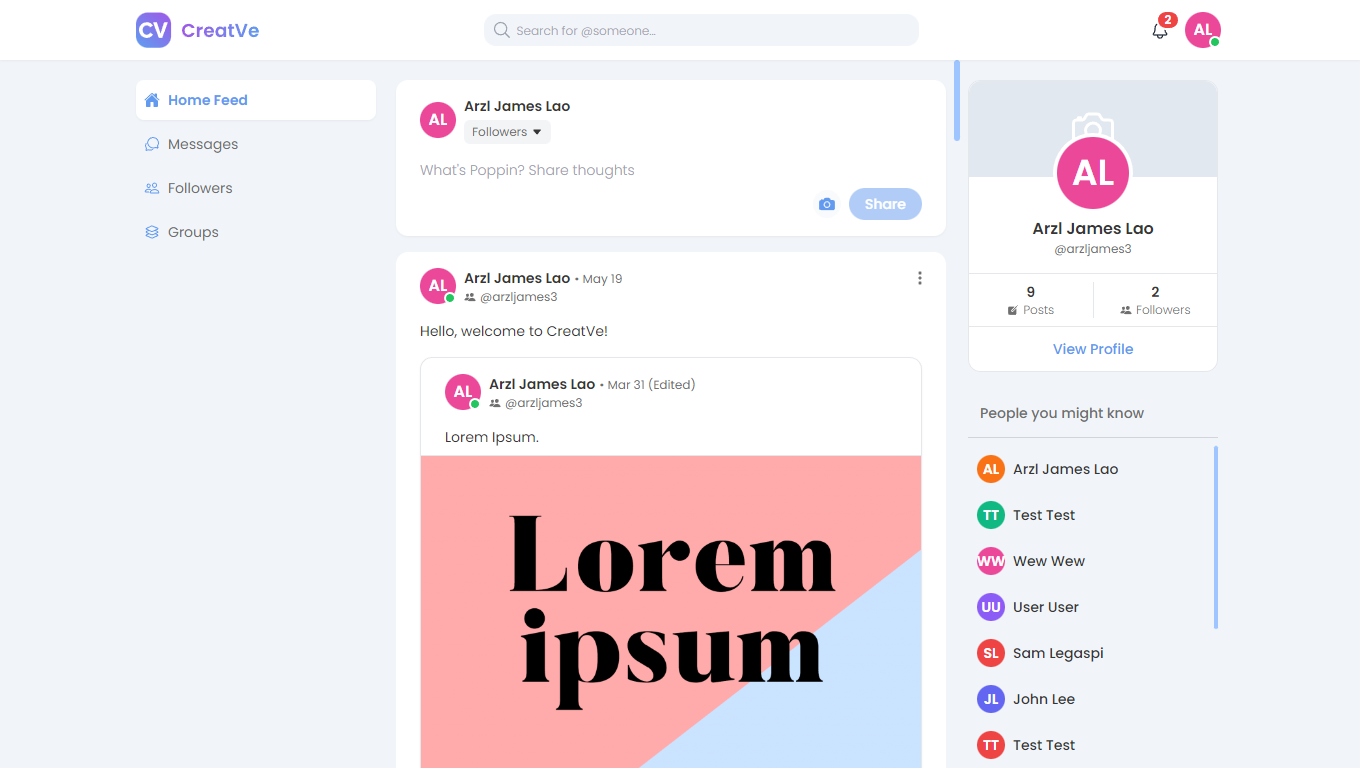 CV CreatVe
Search for @someone...
2
AL
Home Feed
Messages
Followers
Groups
AL
Arzl James Lao
Followers
What's Poppin? Share thoughts
Share
AL
Arzl James Lao • May 19
@arzljames3
Hello, welcome to CreatVe!
AL
Arzl James Lao • Mar 31 (Edited)
@arzljames3
Lorem Ipsum.
Lorem
ipsum
AL
Arzl James Lao
@arzljames3
9
Posts
2
Followers
View Profile
People you might know
AL Arzl James Lao
TT Test Test
WW Wew Wew
UU User User
SL Sam Legaspi
JL John Lee
TT Test Test